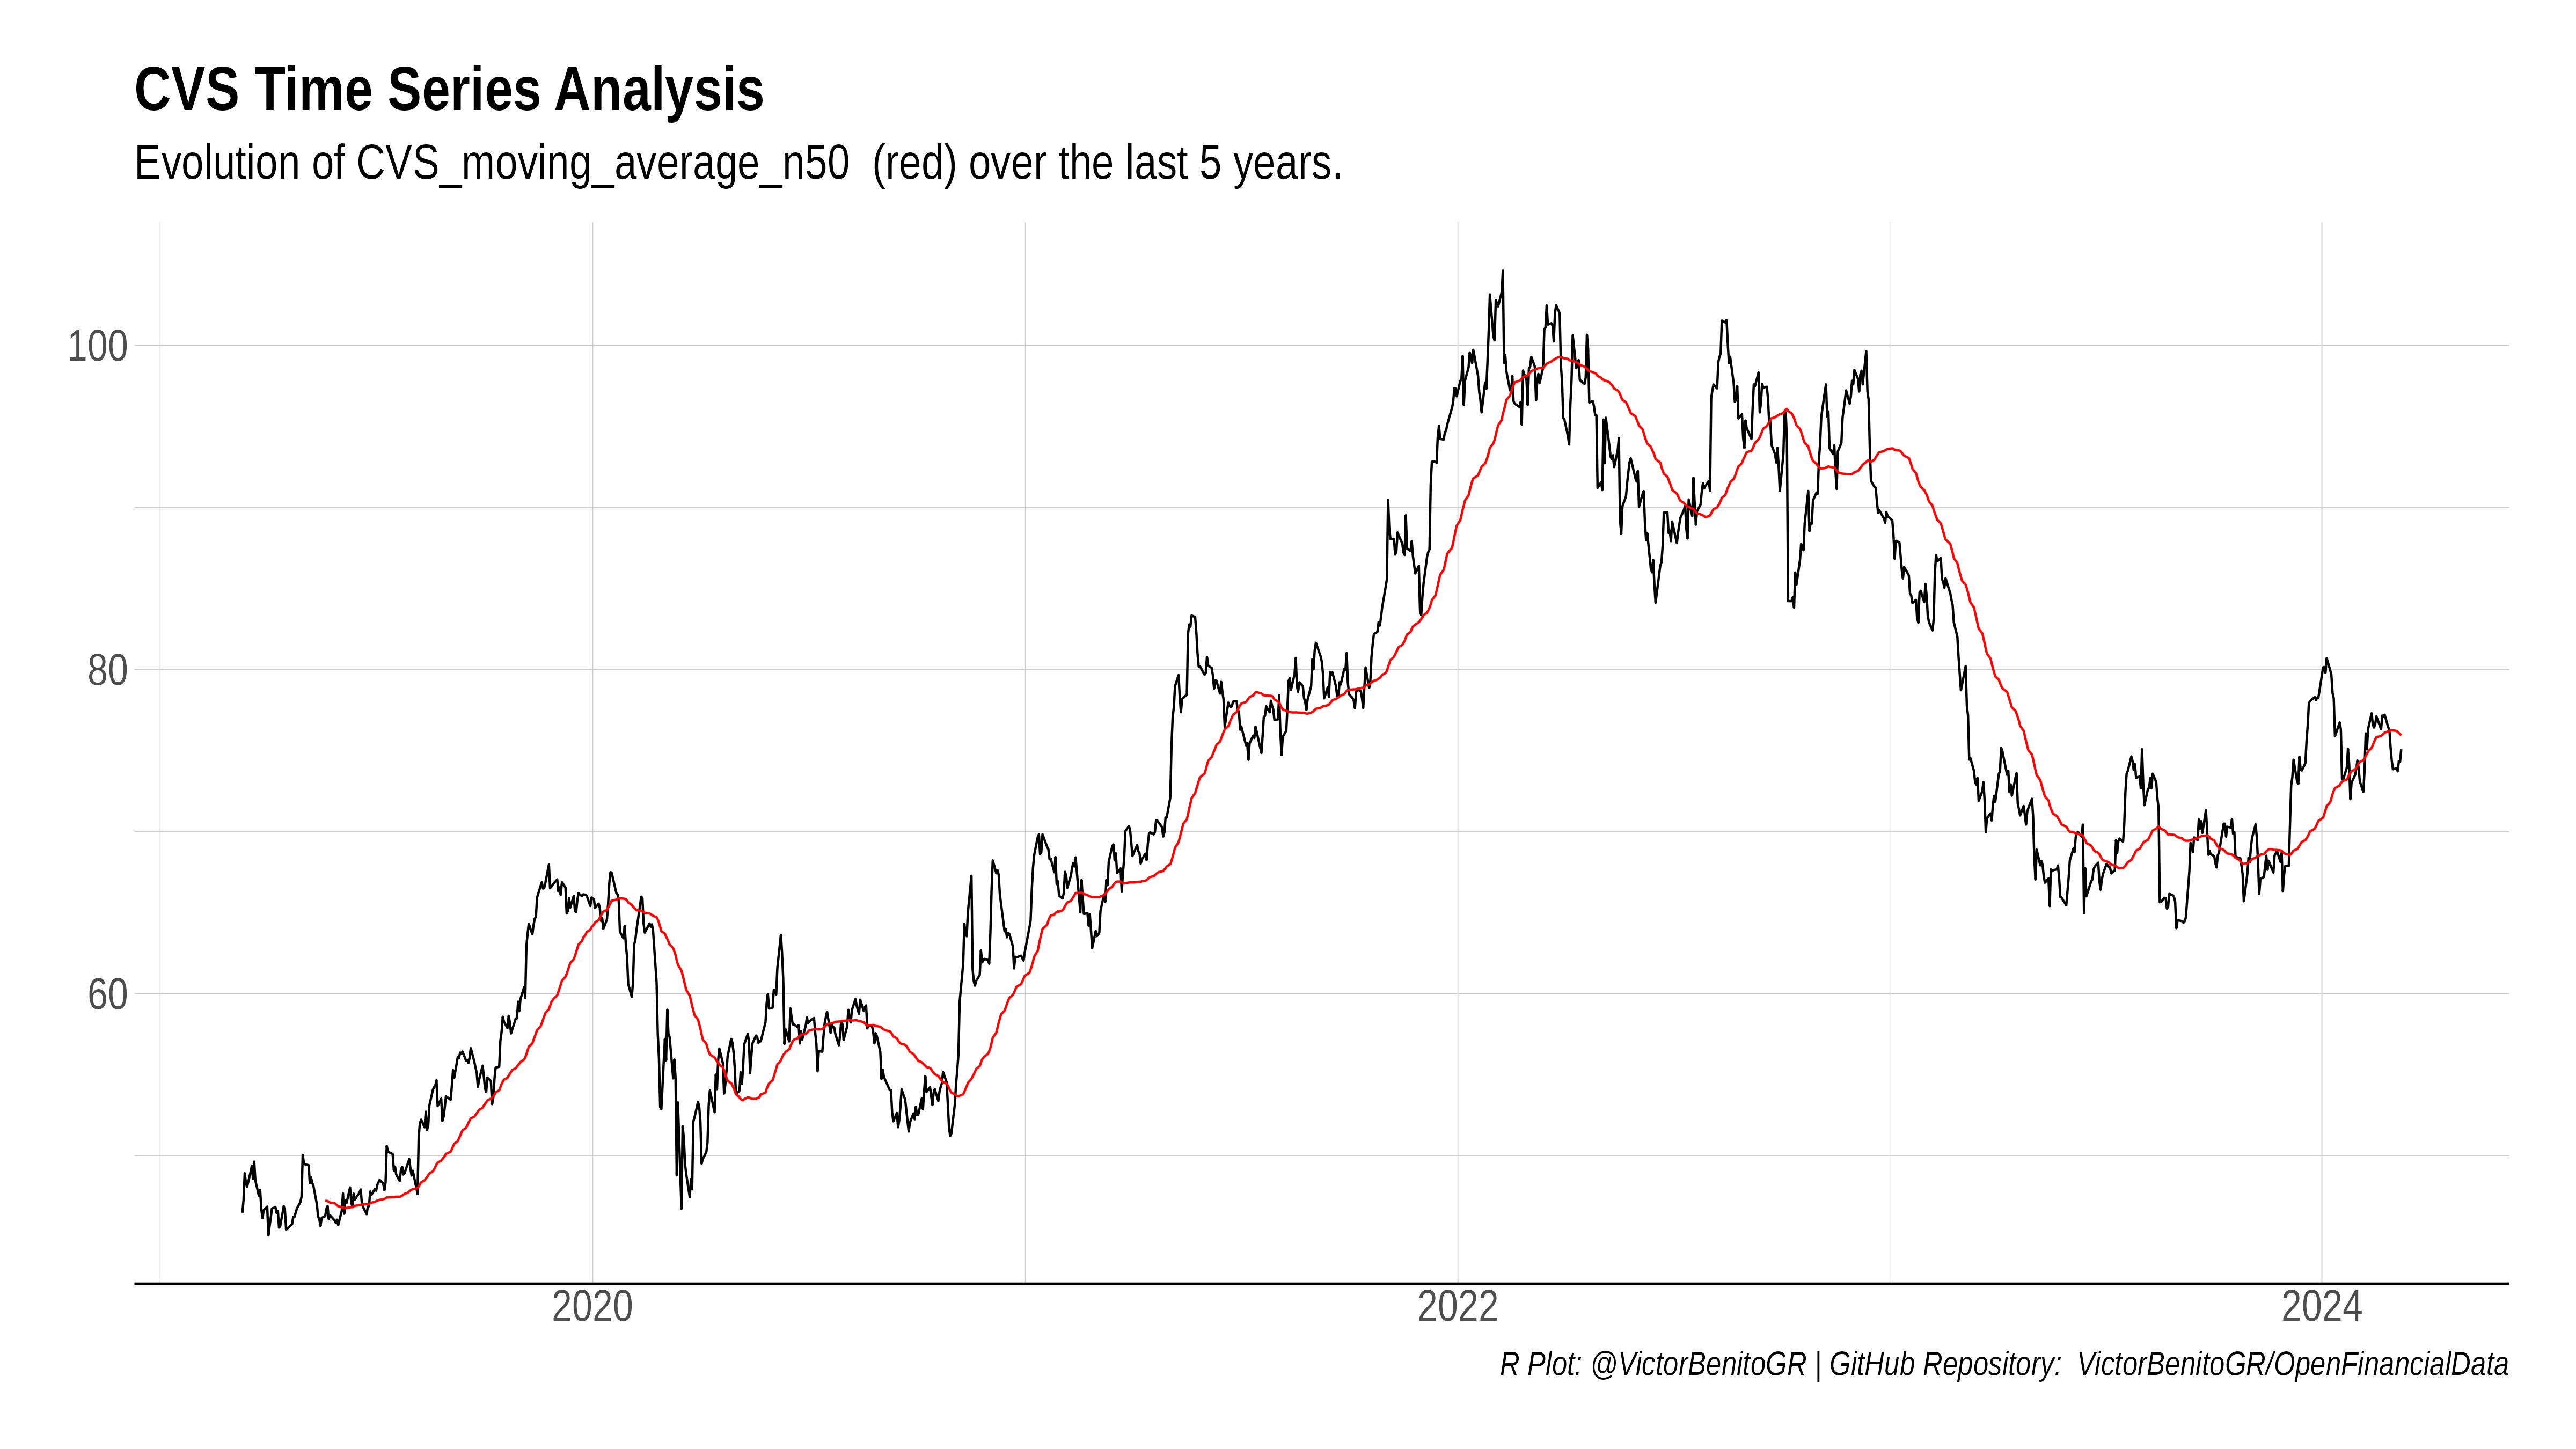 CVS Time Series Analysis
Evolution of CVS_moving_average_n50  (red) over the last 5 years.
100
80
60
2020 2022 2024
R Plot: @VictorBenitoGR | GitHub Repository:  VictorBenitoGR/OpenFinancialData